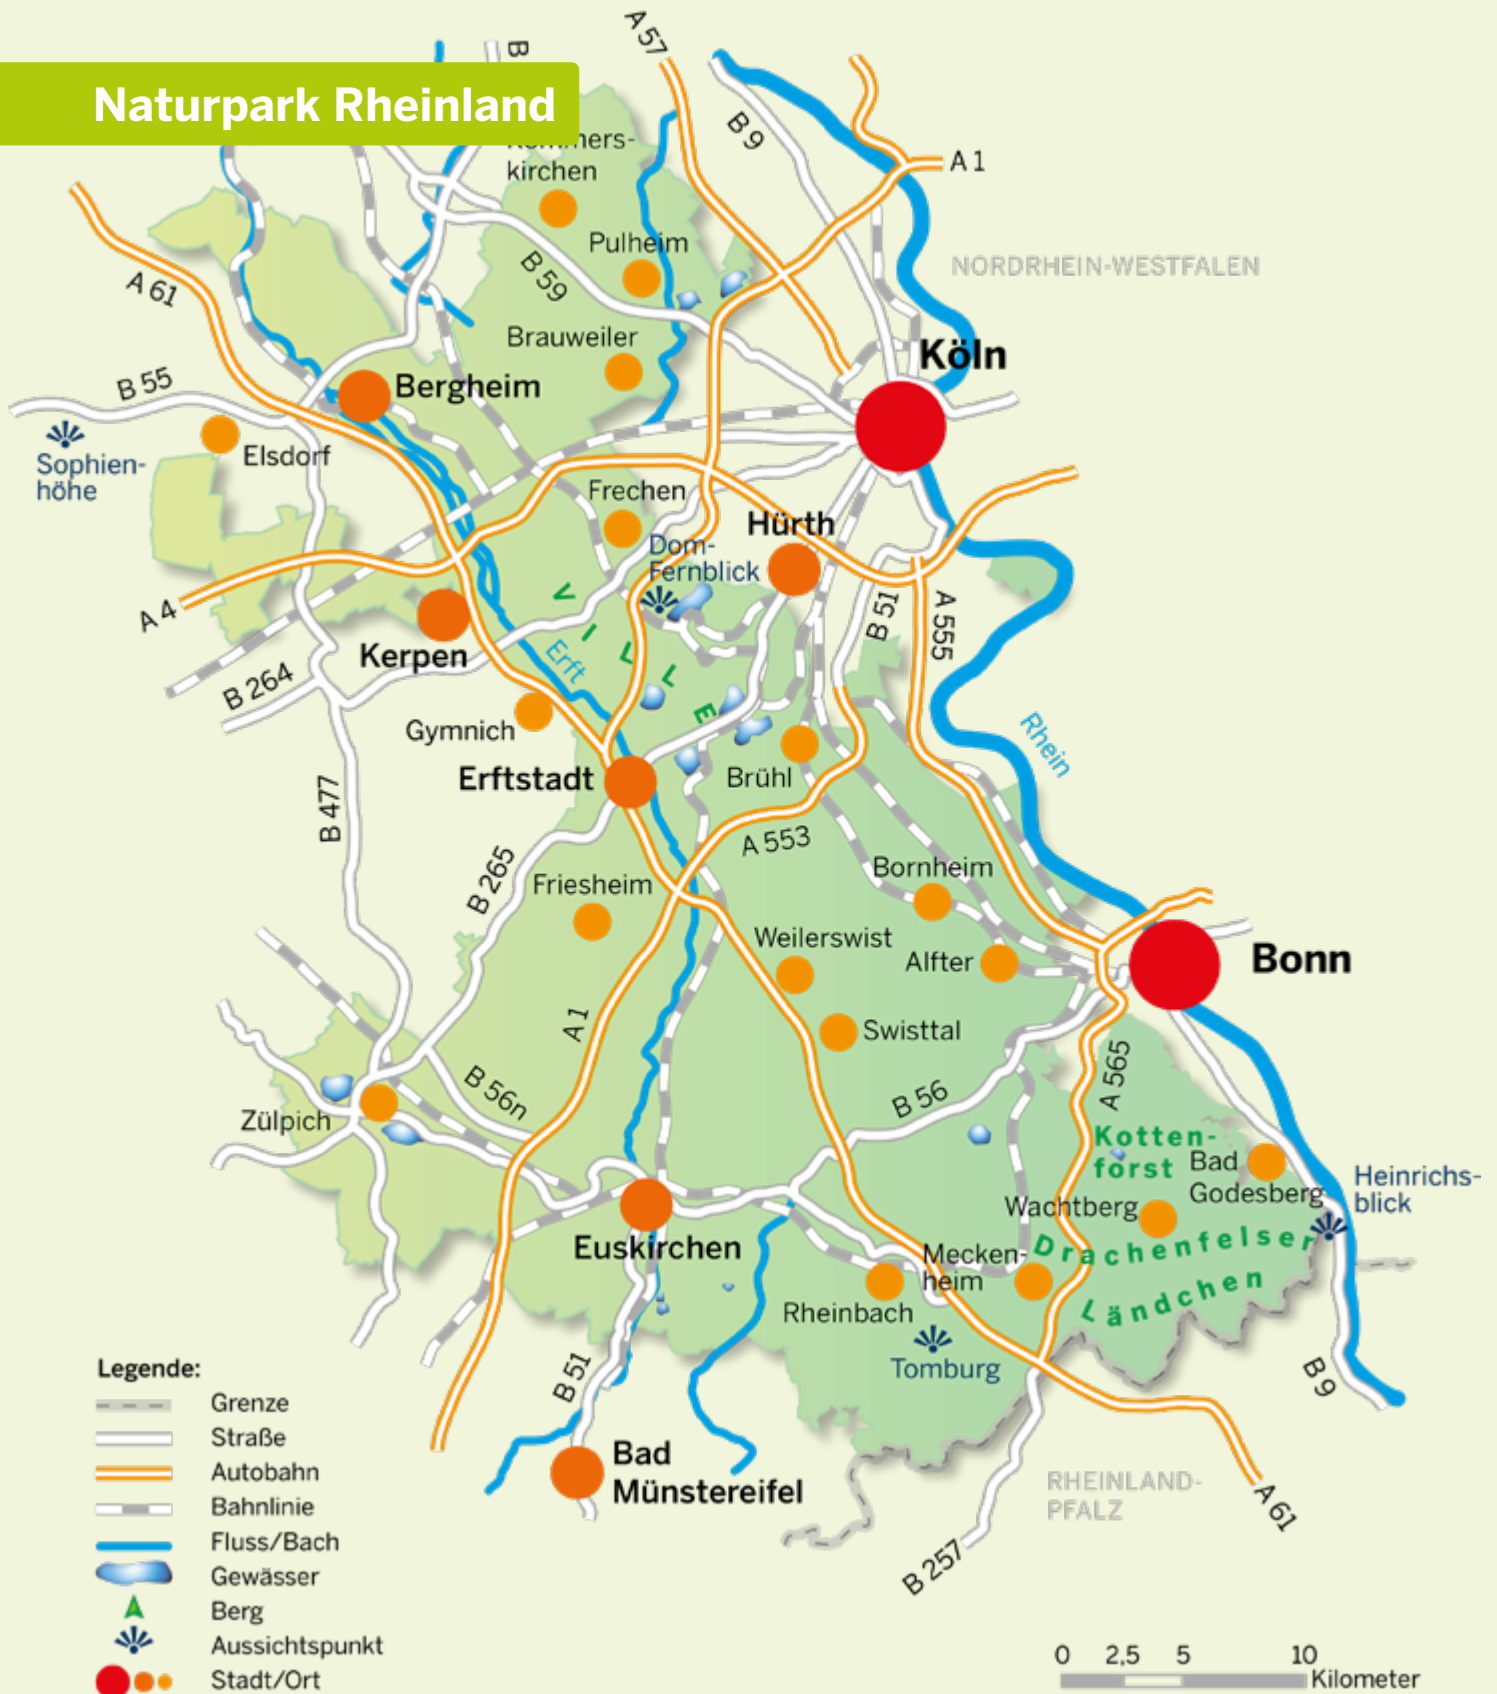 Naturpark Rheinland
B
A 57
B 9
A 1
kirchen
Pulheim
NORDRHEIN-WESTFALEN
A 61
B 59
Brauweiler
Köln
B 55
Bergheim
Elsdorf
Sophien-
höhe
Frechen
Hürth
Dom-
Fernblick
A 4
VILLE
B 51
A 555
Kerpen
Erft
B 264
Gymnich
Rhein
Erftstadt
Brühl
B 477
A 553
B 265
Bornheim
Friesheim
Weilerswist
Alfter
Bonn
A 1
Swisttal
B 56n
B 56
A 565
Zülpich
Kotten-
forst
Bad
Godesberg
Heinrichs-
blick
Wachtberg
Euskirchen
Drachenfelser
Ländchen
Mecken-
heim
Rheinbach
Tomburg
B 51
B 9
Bad
Münstereifel
RHEINLAND-
PFALZ
A 61
B 257
Legende:
Grenze
Straße
Autobahn
Bahnlinie
Fluss/Bach
Gewässer
Berg
Aussichtspunkt
Stadt/Ort
0 2,5 5 10
Kilometer